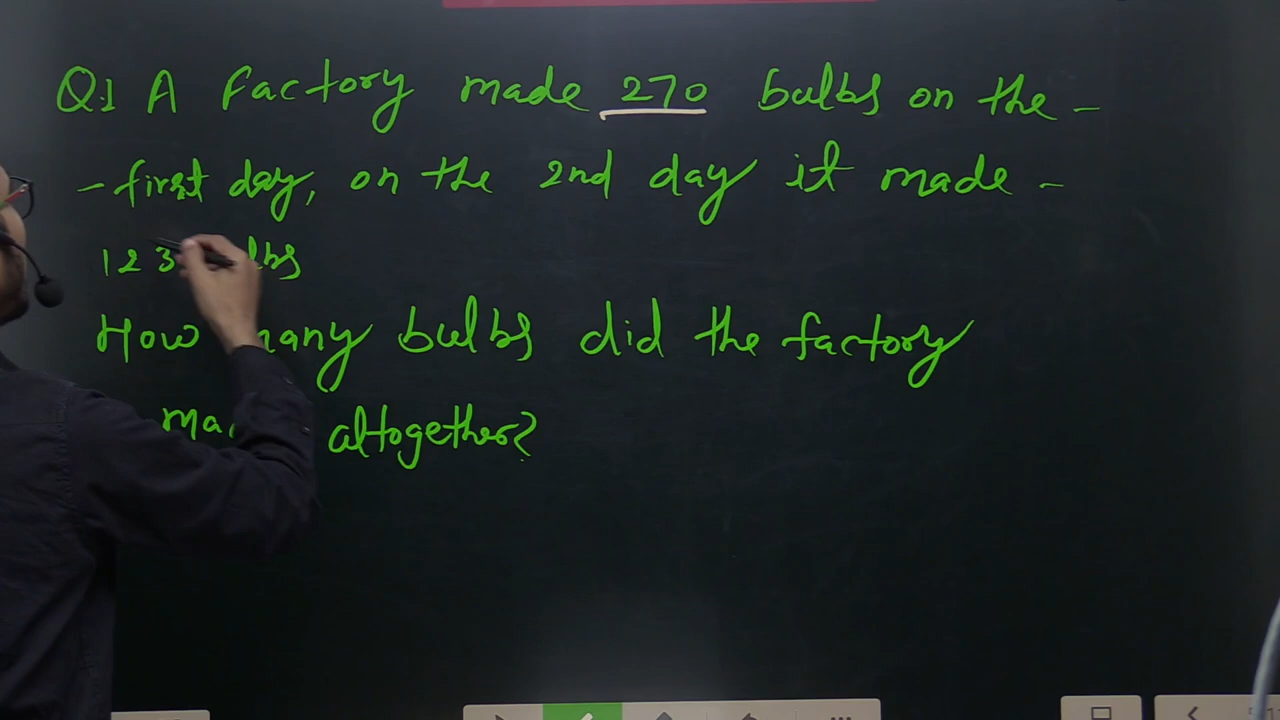 Q1 A Factory made 270 bulbs on the -
- first day, on the 2nd day it made -
123 lbs
How many bulbs did the factory
altogether?